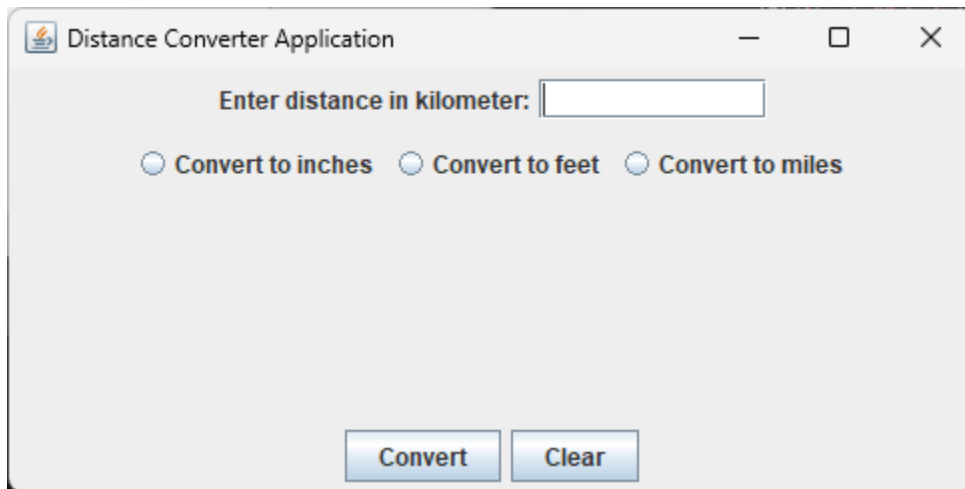 Distance Converter Application
Enter distance in kilometer:
Convert to inches Convert to feet Convert to miles
Convert Clear